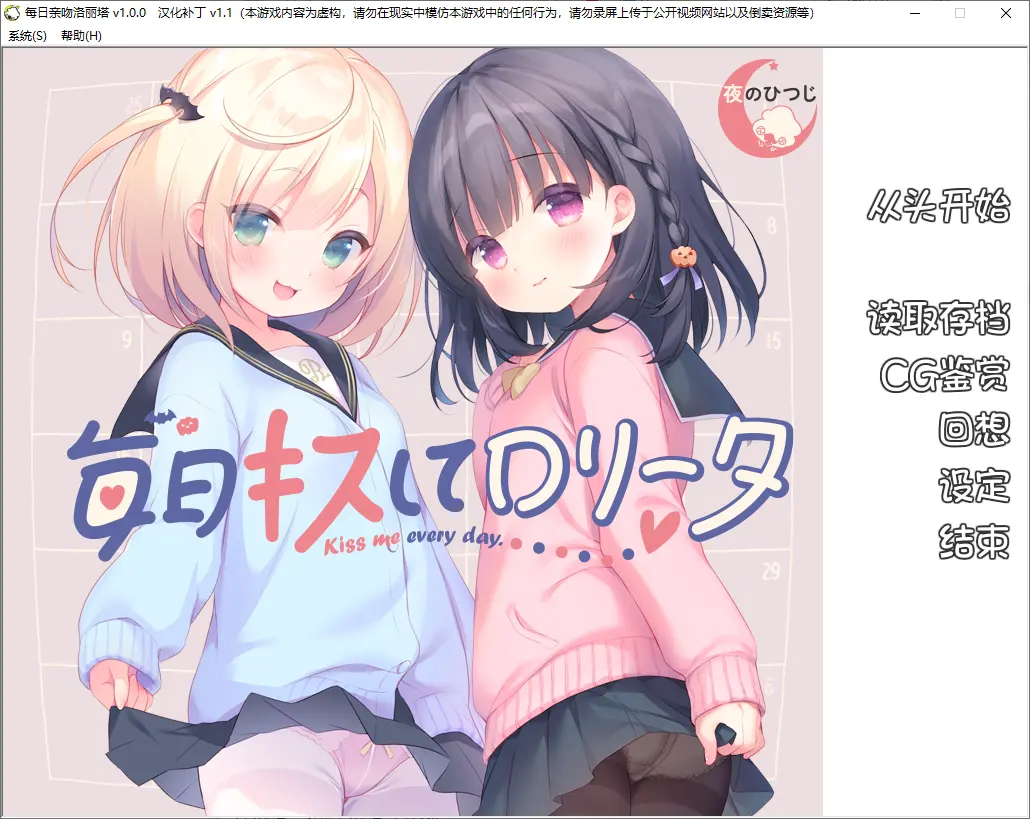 每日亲吻洛丽塔 v1.0.0 汉化补丁 v1.1（本游戏内容为虚构，请勿在现实中模仿本游戏中的任何行为，请勿录屏上传于公开视频网站以及倒卖资源等）
系统(S) 帮助(H)
夜のひつじ
25
8
9
15
29
6
毎日キスしてロリータ
Kiss me every day.
从头开始
读取存档
CG鉴赏
回想
设定
结束